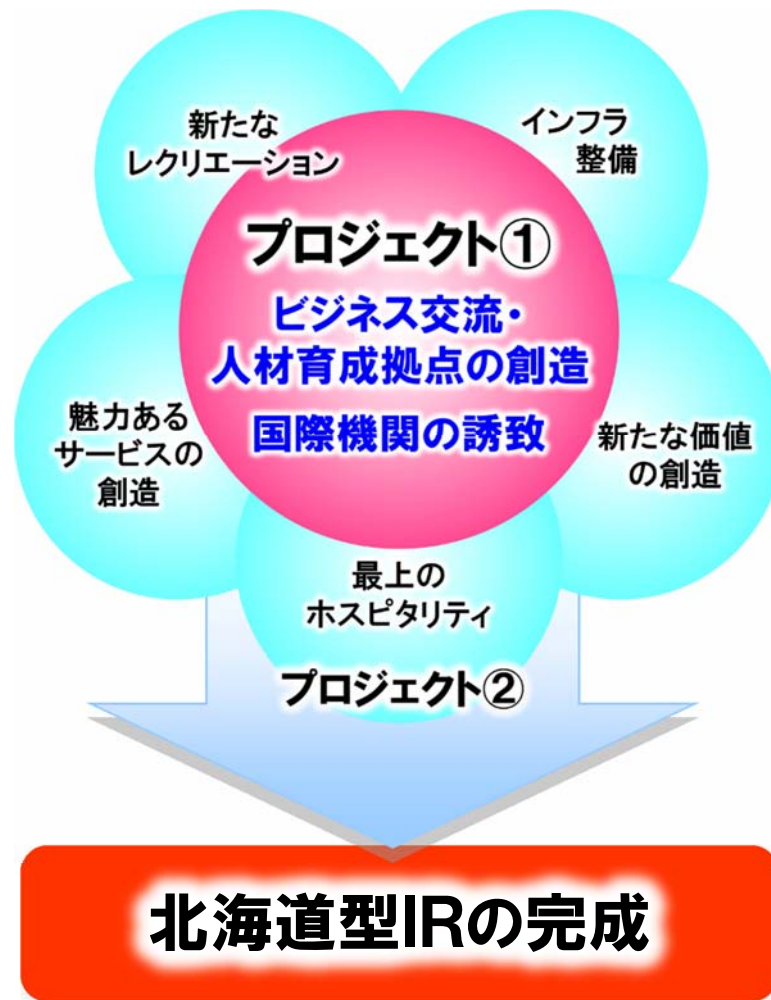 新たな
レクリエーション
インフラ
整備
プロジェクト①
ビジネス交流・
人材育成拠点の創造
国際機関の誘致
魅力ある
サービスの
創造
新たな価値
の創造
最上の
ホスピタリティ
プロジェクト②
北海道型IRの完成